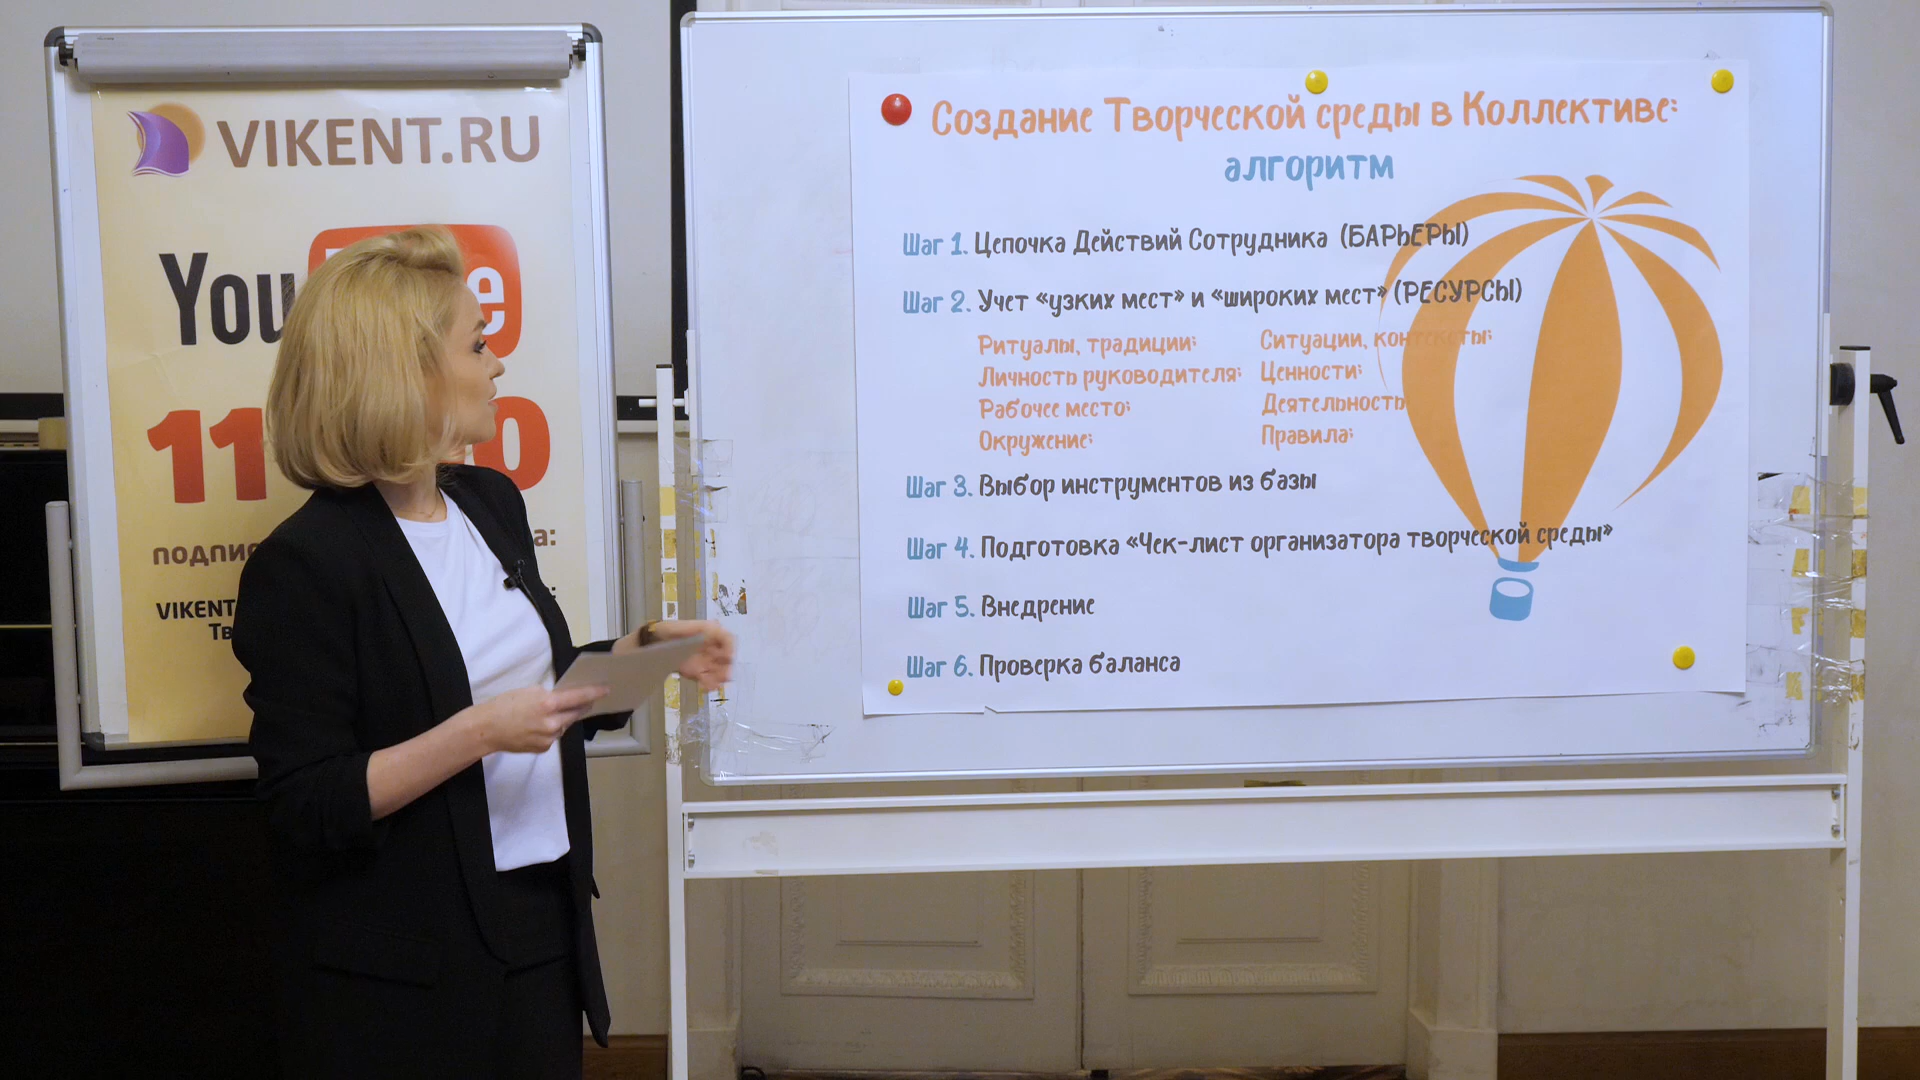 VIKENT.RU
You
11
VIKENT
Создание Творческой среды в Коллективе:
алгоритм
Шаг 1. Цепочка Действий Сотрудника (БАРЬЕРЫ)
Шаг 2. Учет «узких мест» и «широких мест» (РЕСУРСЫ)
Ритуалы, традиции; Ситуации, контексты;
Личность руководителя; Ценности;
Рабочее место; Деятельность;
Окружение; Правила;
Шаг 3. Выбор инструментов из базы
Шаг 4. Подготовка «Чек-лист организатора творческой среды»
Шаг 5. Внедрение
Шаг 6. Проверка баланса